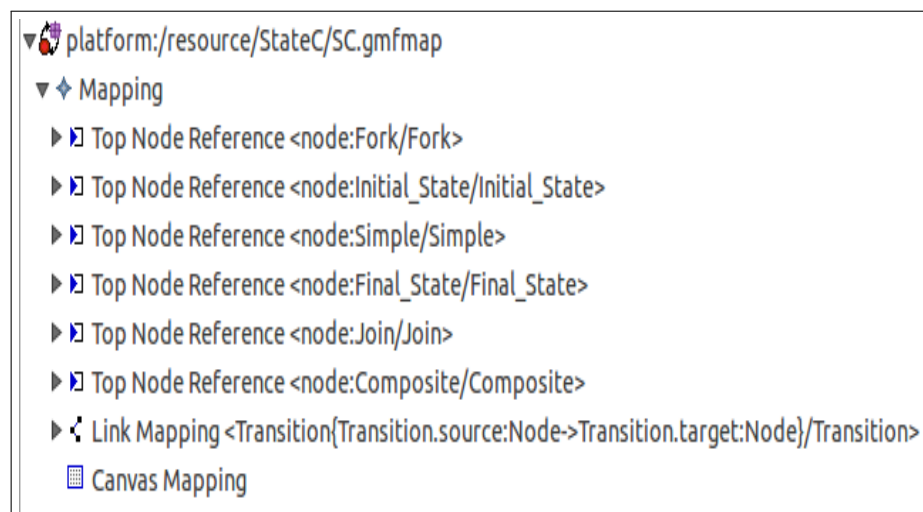 platform:/resource/StateC/SC.gmfmap
Mapping
Top Node Reference <node:Fork/Fork>
Top Node Reference <node:Initial_State/Initial_State>
Top Node Reference <node:Simple/Simple>
Top Node Reference <node:Final_State/Final_State>
Top Node Reference <node:Join/Join>
Top Node Reference <node:Composite/Composite>
Link Mapping <Transition{Transition.source:Node->Transition.target:Node}/Transition>
Canvas Mapping